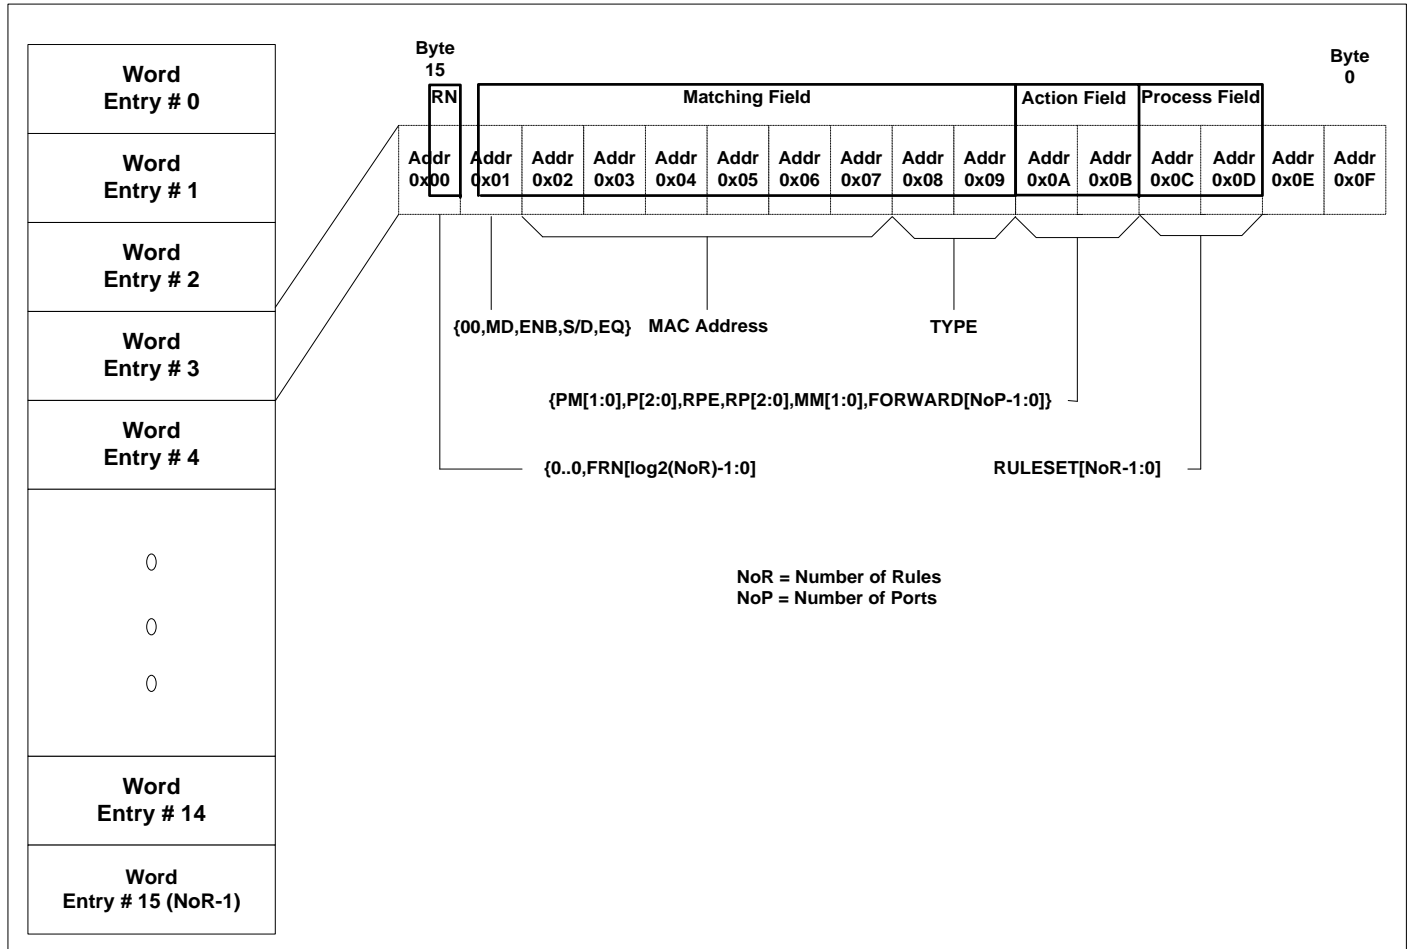 Word
Entry # 0
Word
Entry # 1
Word
Entry # 2
Word
Entry # 3
Word
Entry # 4
Word
Entry # 14
Word
Entry # 15 (NoR-1)
Byte
15
Byte
0
RN
Matching Field
Action Field
Process Field
Addr
0x00
Addr
0x01
Addr
0x02
Addr
0x03
Addr
0x04
Addr
0x05
Addr
0x06
Addr
0x07
Addr
0x08
Addr
0x09
Addr
0x0A
Addr
0x0B
Addr
0x0C
Addr
0x0D
Addr
0x0E
Addr
0x0F
{00,MD,ENB,S/D,EQ}
MAC Address
TYPE
{PM[1:0],P[2:0],RPE,RP[2:0],MM[1:0],FORWARD[NoP-1:0]}
{0..0,FRN[log2(NoR)-1:0]
RULESET[NoR-1:0]
NoR = Number of Rules
NoP = Number of Ports